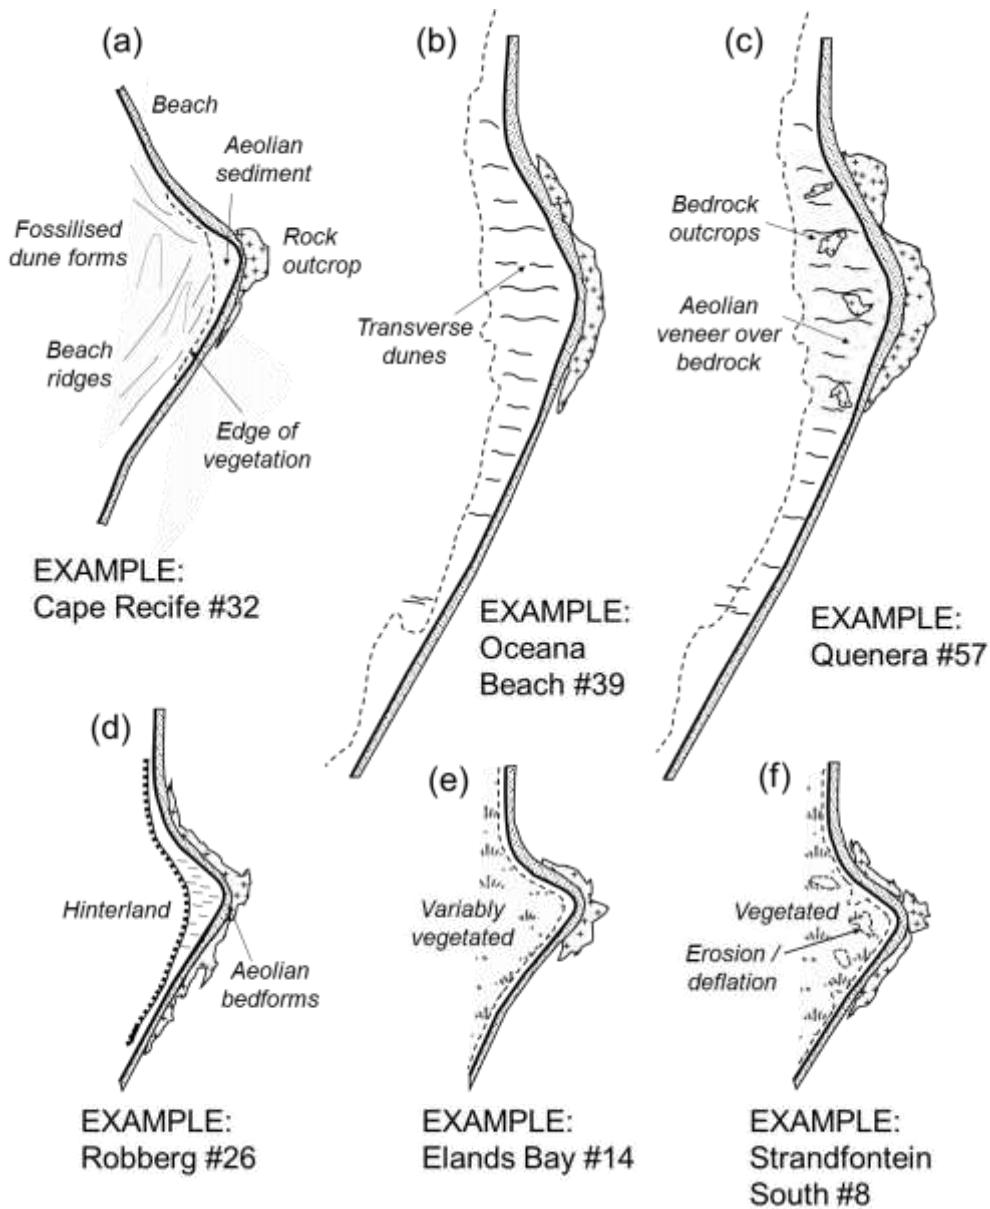 (a)
Beach
Aeolian
sediment
Fossilised
dune forms
Rock
outcrop
Beach
ridges
Edge of
vegetation
EXAMPLE:
Cape Recife #32
(b)
Transverse
dunes
EXAMPLE:
Oceana
Beach #39
(c)
Bedrock
outcrops
Aeolian
veneer over
bedrock
EXAMPLE:
Quenera #57
(d)
Hinterland
Aeolian
bedforms
EXAMPLE:
Robberg #26
(e)
Variably
vegetated
EXAMPLE:
Elands Bay #14
(f)
Vegetated
Erosion /
deflation
EXAMPLE:
Strandfontein
South #8